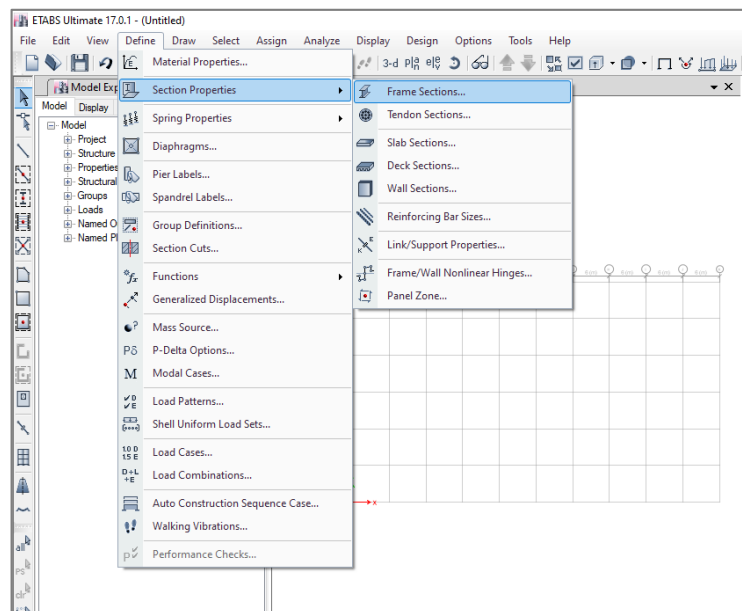 ETABS Ultimate 17.0.1 - (Untitled)
File Edit View Define Draw Select Assign Analyze Display Design Options Tools Help
3-d
Model Exp
Model Display
Model
Project
Structure
Properties
Structural
Groups
Loads
Named O
Named Pl
Material Properties...
Section Properties
Spring Properties
Diaphragms...
Pier Labels...
Spandrel Labels...
Group Definitions...
Section Cuts...
Functions
Generalized Displacements...
Mass Source...
Pδ P-Delta Options...
M Modal Cases...
Load Patterns...
Shell Uniform Load Sets...
Load Cases...
D+L
+E
Load Combinations...
Auto Construction Sequence Case...
Walking Vibrations...
Performance Checks...
Frame Sections...
Tendon Sections...
Slab Sections...
Deck Sections...
Wall Sections...
Reinforcing Bar Sizes...
Link/Support Properties...
Frame/Wall Nonlinear Hinges...
Panel Zone...
X
all
PS
clr